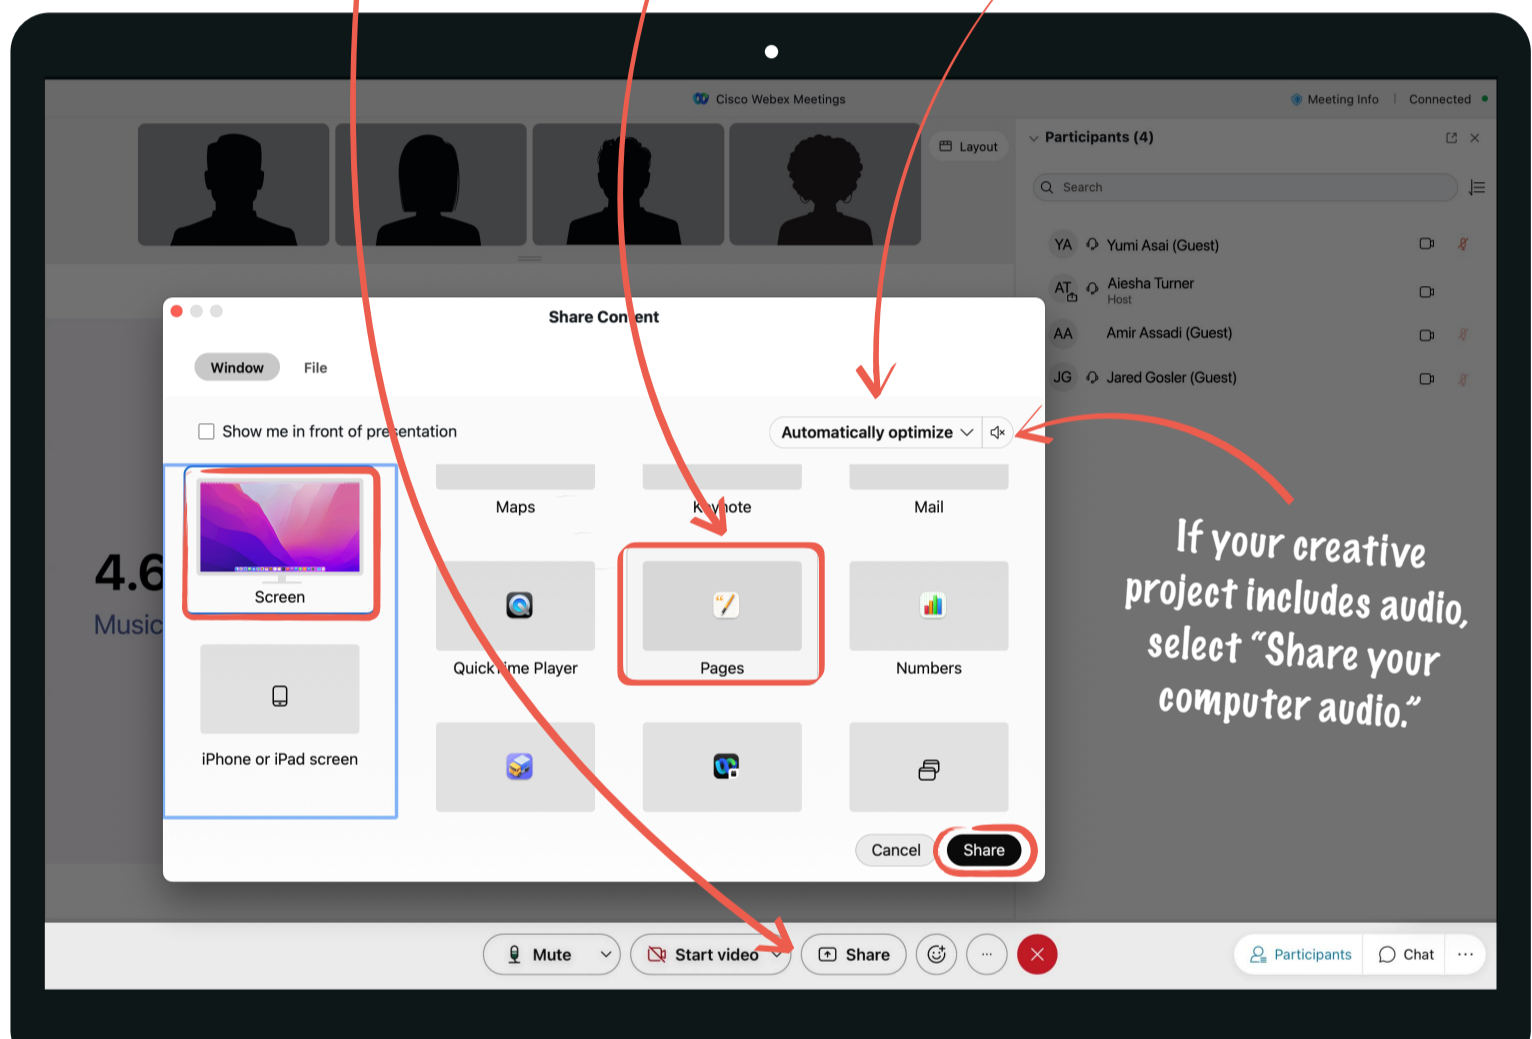 Cisco Webex Meetings
Meeting Info | Connected
Layout
Participants (4)
Search
YA Yumi Asai (Guest)
AT Aiesha Turner
Host
AA Amir Assadi (Guest)
JG Jared Gosler (Guest)
Share Content
Window File
Show me in front of presentation
Automatically optimize
4.6
Music
Screen
iPhone or iPad screen
Maps Keynote Mail
QuickTime Player Pages Numbers
Cancel Share
If your creative
project includes audio,
select “Share your
computer audio.”
Mute Start video Share
Participants Chat